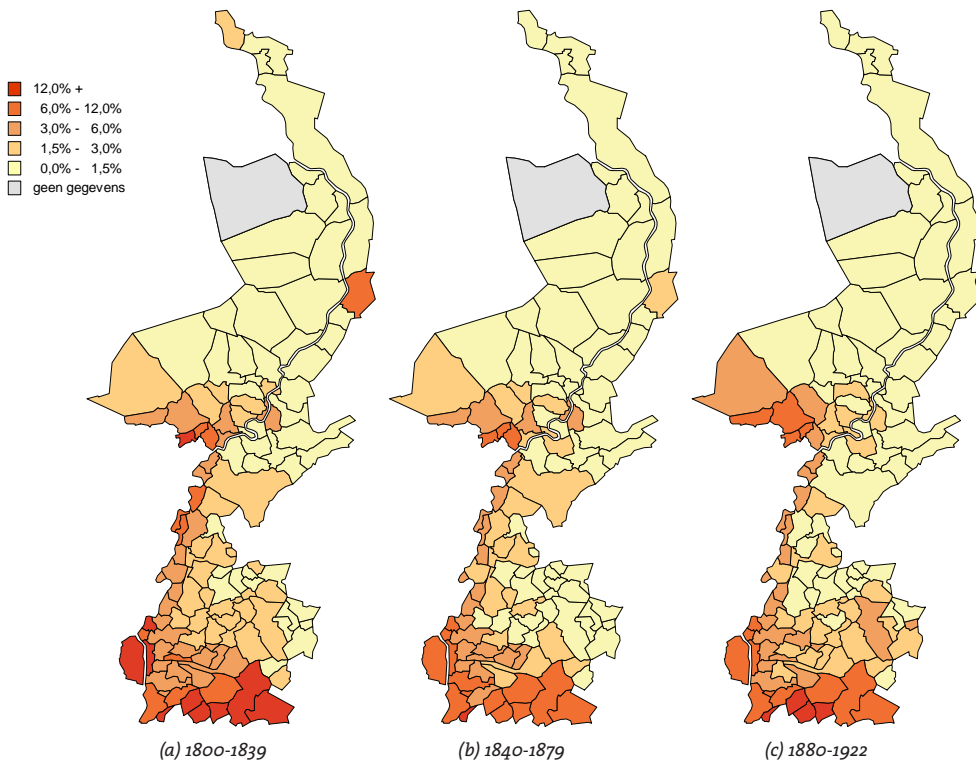 12,0% +
6,0% - 12,0%
3,0% - 6,0%
1,5% - 3,0%
0,0% - 1,5%
geen gegevens
(a) 1800-1839
(b) 1840-1879
(c) 1880-1922